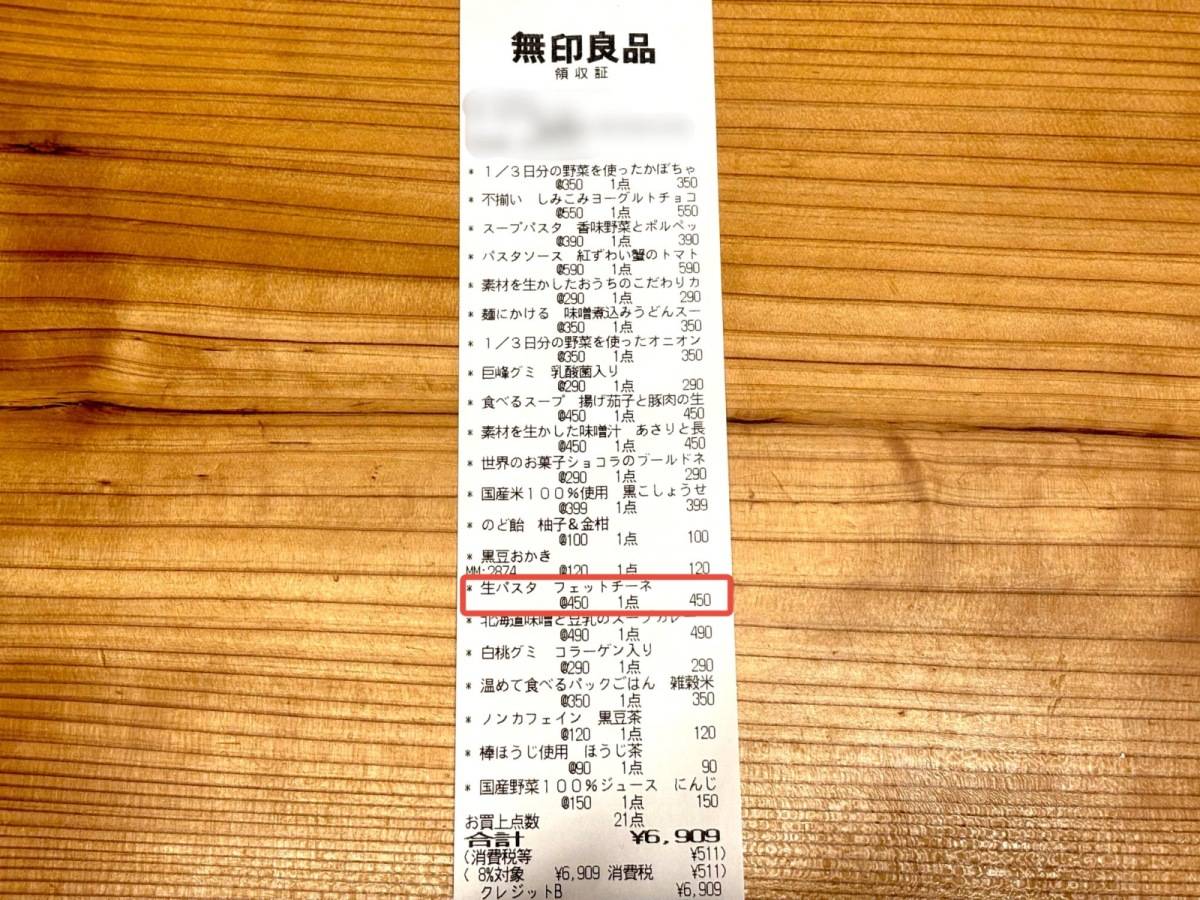 無印良品
領収証
* 1/3日分の野菜を使ったかぼちゃ
@350 1点 350
* 不揃い しみこみヨーグルトチョコ
@550 1点 550
* スープパスタ 香味野菜とポルペッ
@390 1点 390
* パスタソース 紅ずわい蟹のトマト
@590 1点 590
* 素材を生かしたおうちのこだわりカ
@290 1点 290
* 麺にかける 味噌煮込みうどんスー
@350 1点 350
* 1/3日分の野菜を使ったオニオン
@350 1点 350
* 巨峰グミ 乳酸菌入り
@290 1点 290
* 食べるスープ 揚げ茄子と豚肉の生
@450 1点 450
* 素材を生かした味噌汁 あさりと長
@450 1点 450
* 世界のお菓子ショコラのブールドネ
@290 1点 290
* 国産米100%使用 黒こしょうせ
@399 1点 399
* のど飴 柚子&金柑
@100 1点 100
* 黒豆おかき
MM:2874 @120 1点 120
* 生パスタ フェットチーネ
@450 1点 450
* 北海道味噌と豆乳のスープカレー
@490 1点 490
* 白桃グミ コラーゲン入り
@290 1点 290
* 温めて食べるパックごはん 雑穀米
@350 1点 350
* ノンカフェイン 黒豆茶
@120 1点 120
* 棒ほうじ使用 ほうじ茶
@90 1点 90
* 国産野菜100%ジュース にんじ
@150 1点 150
お買上点数 21点
合計 ¥6,909
(消費税等 ¥511)
( 8%対象 ¥6,909 消費税 ¥511)
クレジットB ¥6,909